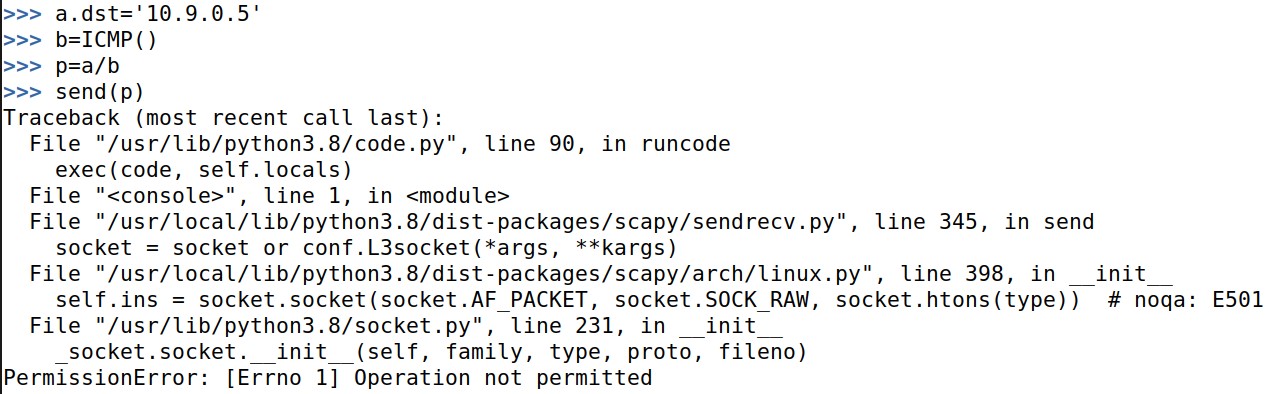 >>> a.dst='10.9.0.5'
>>> b=ICMP()
>>> p=a/b
>>> send(p)
Traceback (most recent call last):
  File "/usr/lib/python3.8/code.py", line 90, in runcode
    exec(code, self.locals)
  File "<console>", line 1, in <module>
  File "/usr/local/lib/python3.8/dist-packages/scapy/sendrecv.py", line 345, in send
    socket = socket or conf.L3socket(*args, **kargs)
  File "/usr/local/lib/python3.8/dist-packages/scapy/arch/linux.py", line 398, in __init__
    self.ins = socket.socket(socket.AF_PACKET, socket.SOCK_RAW, socket.htons(type))  # noqa: E501
  File "/usr/lib/python3.8/socket.py", line 231, in __init__
    _socket.socket.__init__(self, family, type, proto, fileno)
PermissionError: [Errno 1] Operation not permitted